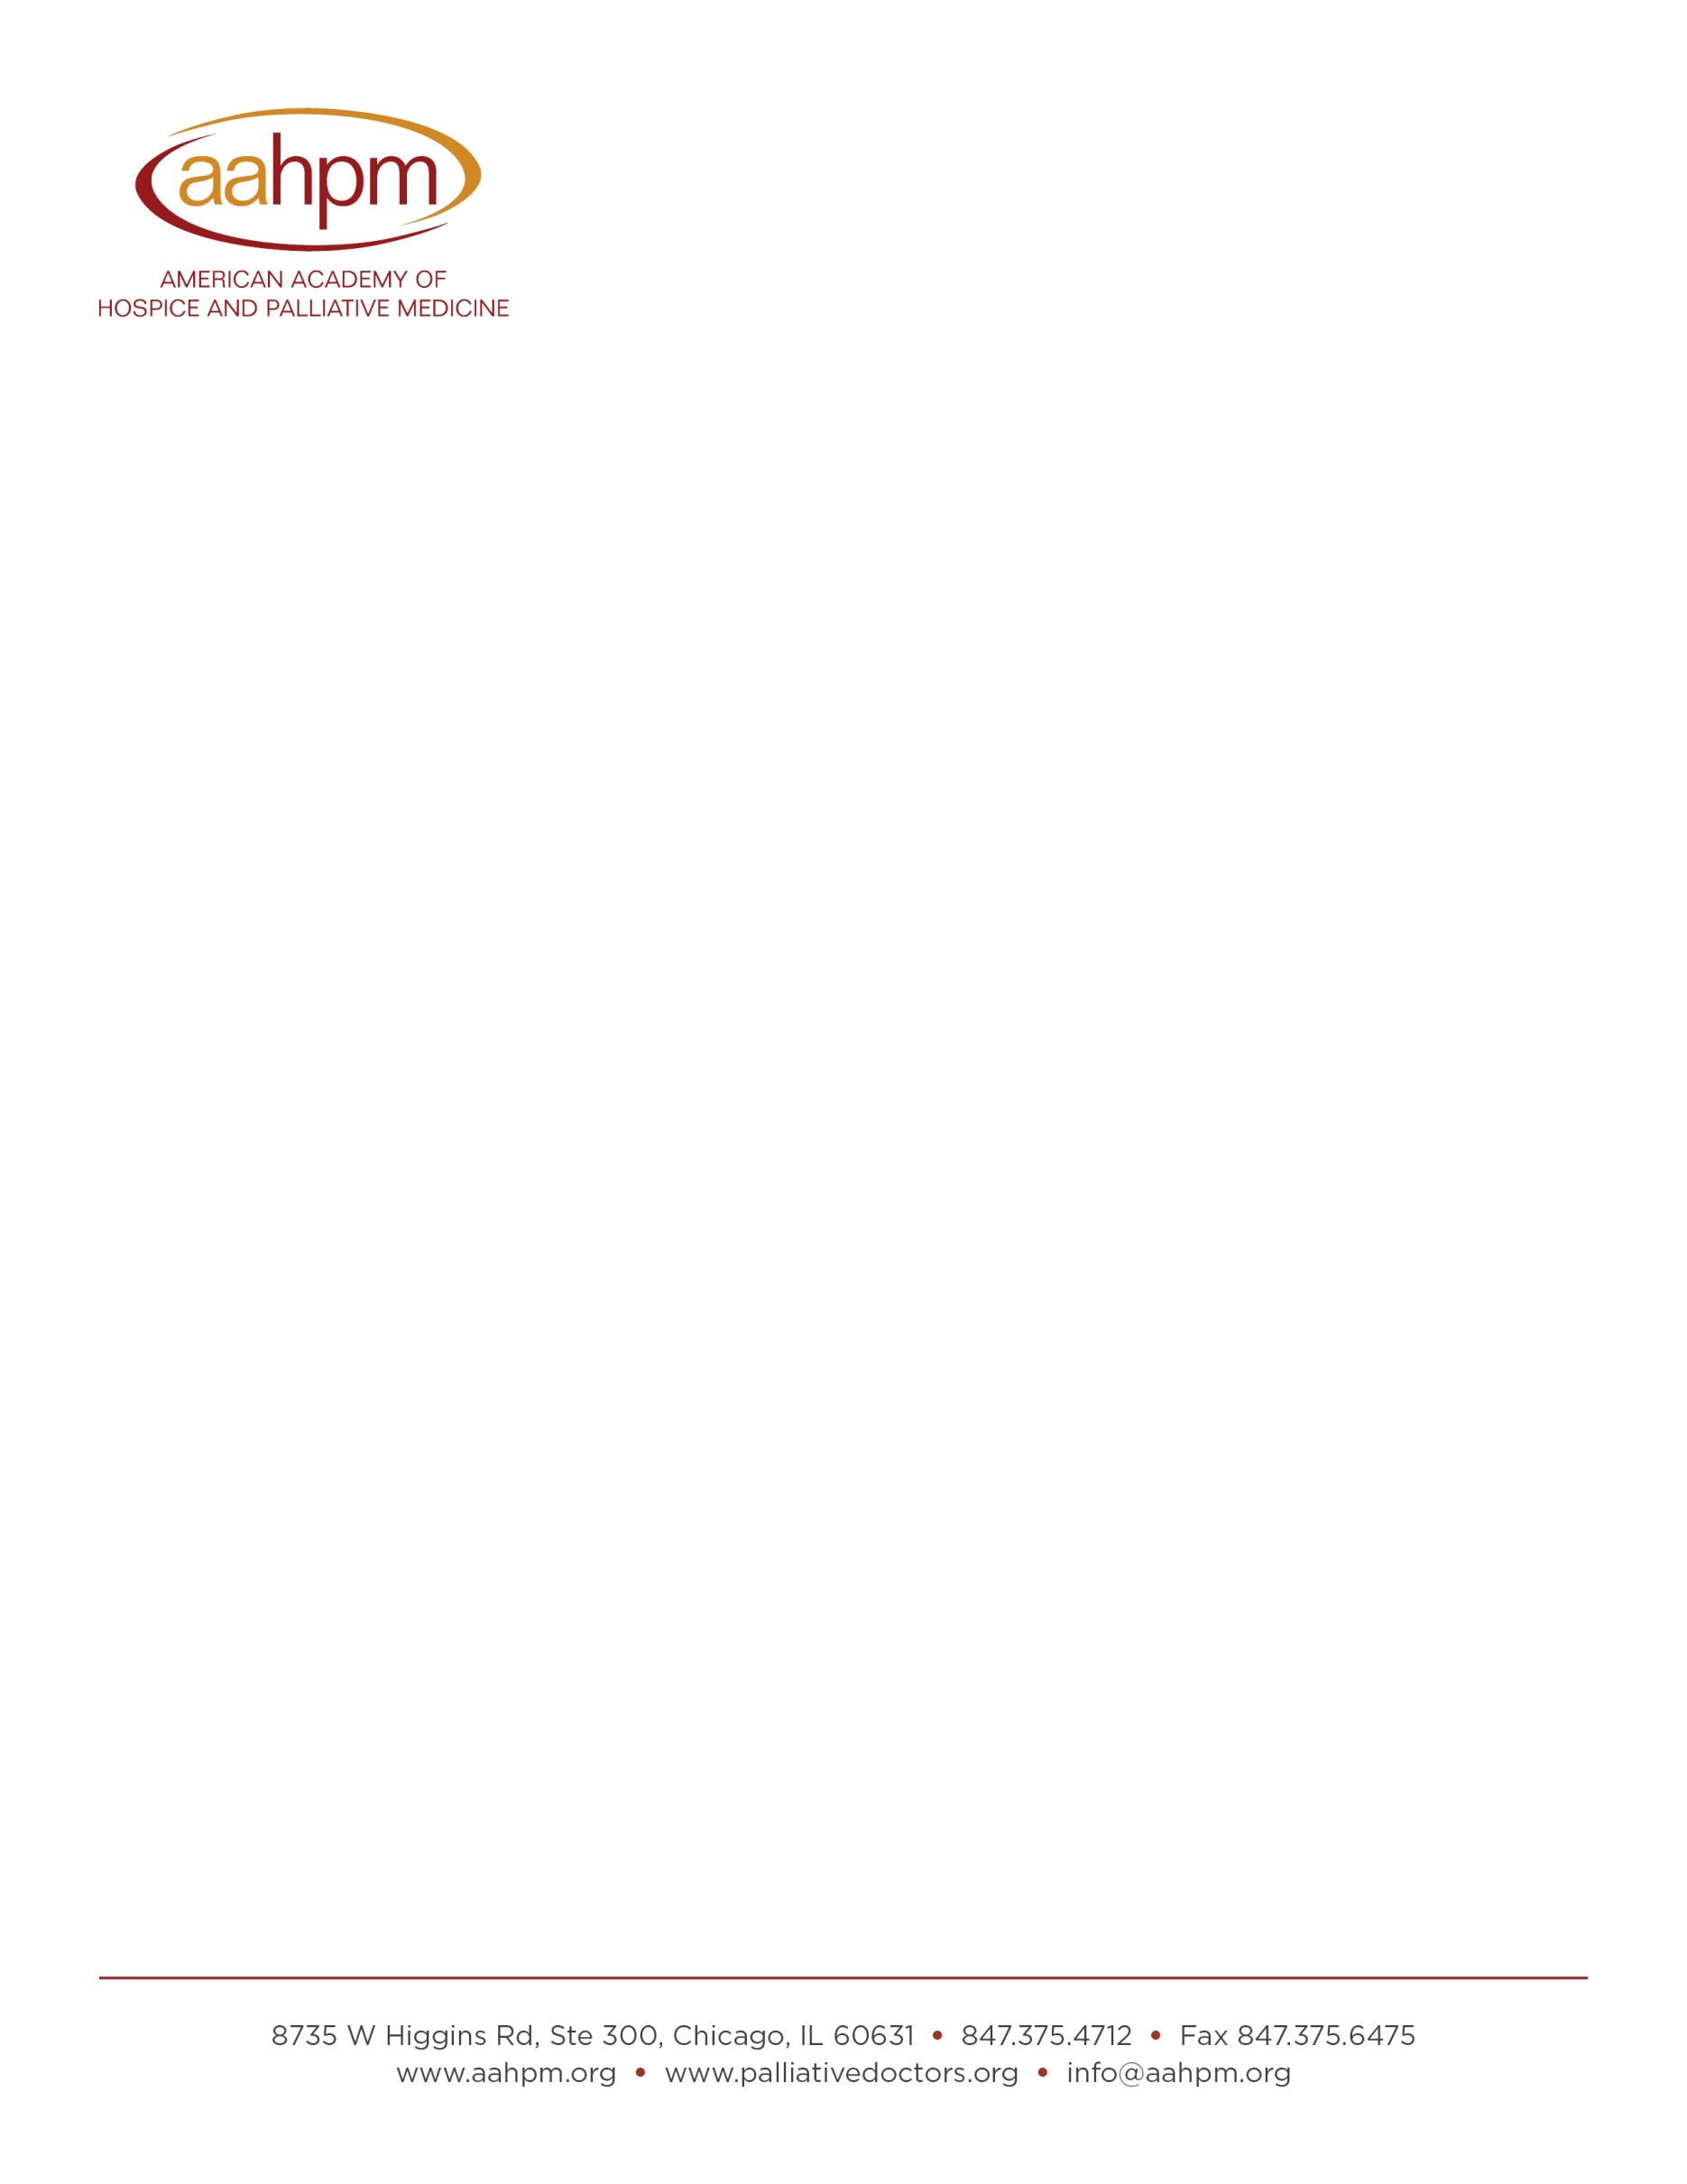 aahpm
AMERICAN ACADEMY OF
HOSPICE AND PALLIATIVE MEDICINE
8735 W Higgins Rd, Ste 300, Chicago, IL 60631 • 847.375.4712 • Fax 847.375.6475
www.aahpm.org • www.palliativedoctors.org • info@aahpm.org